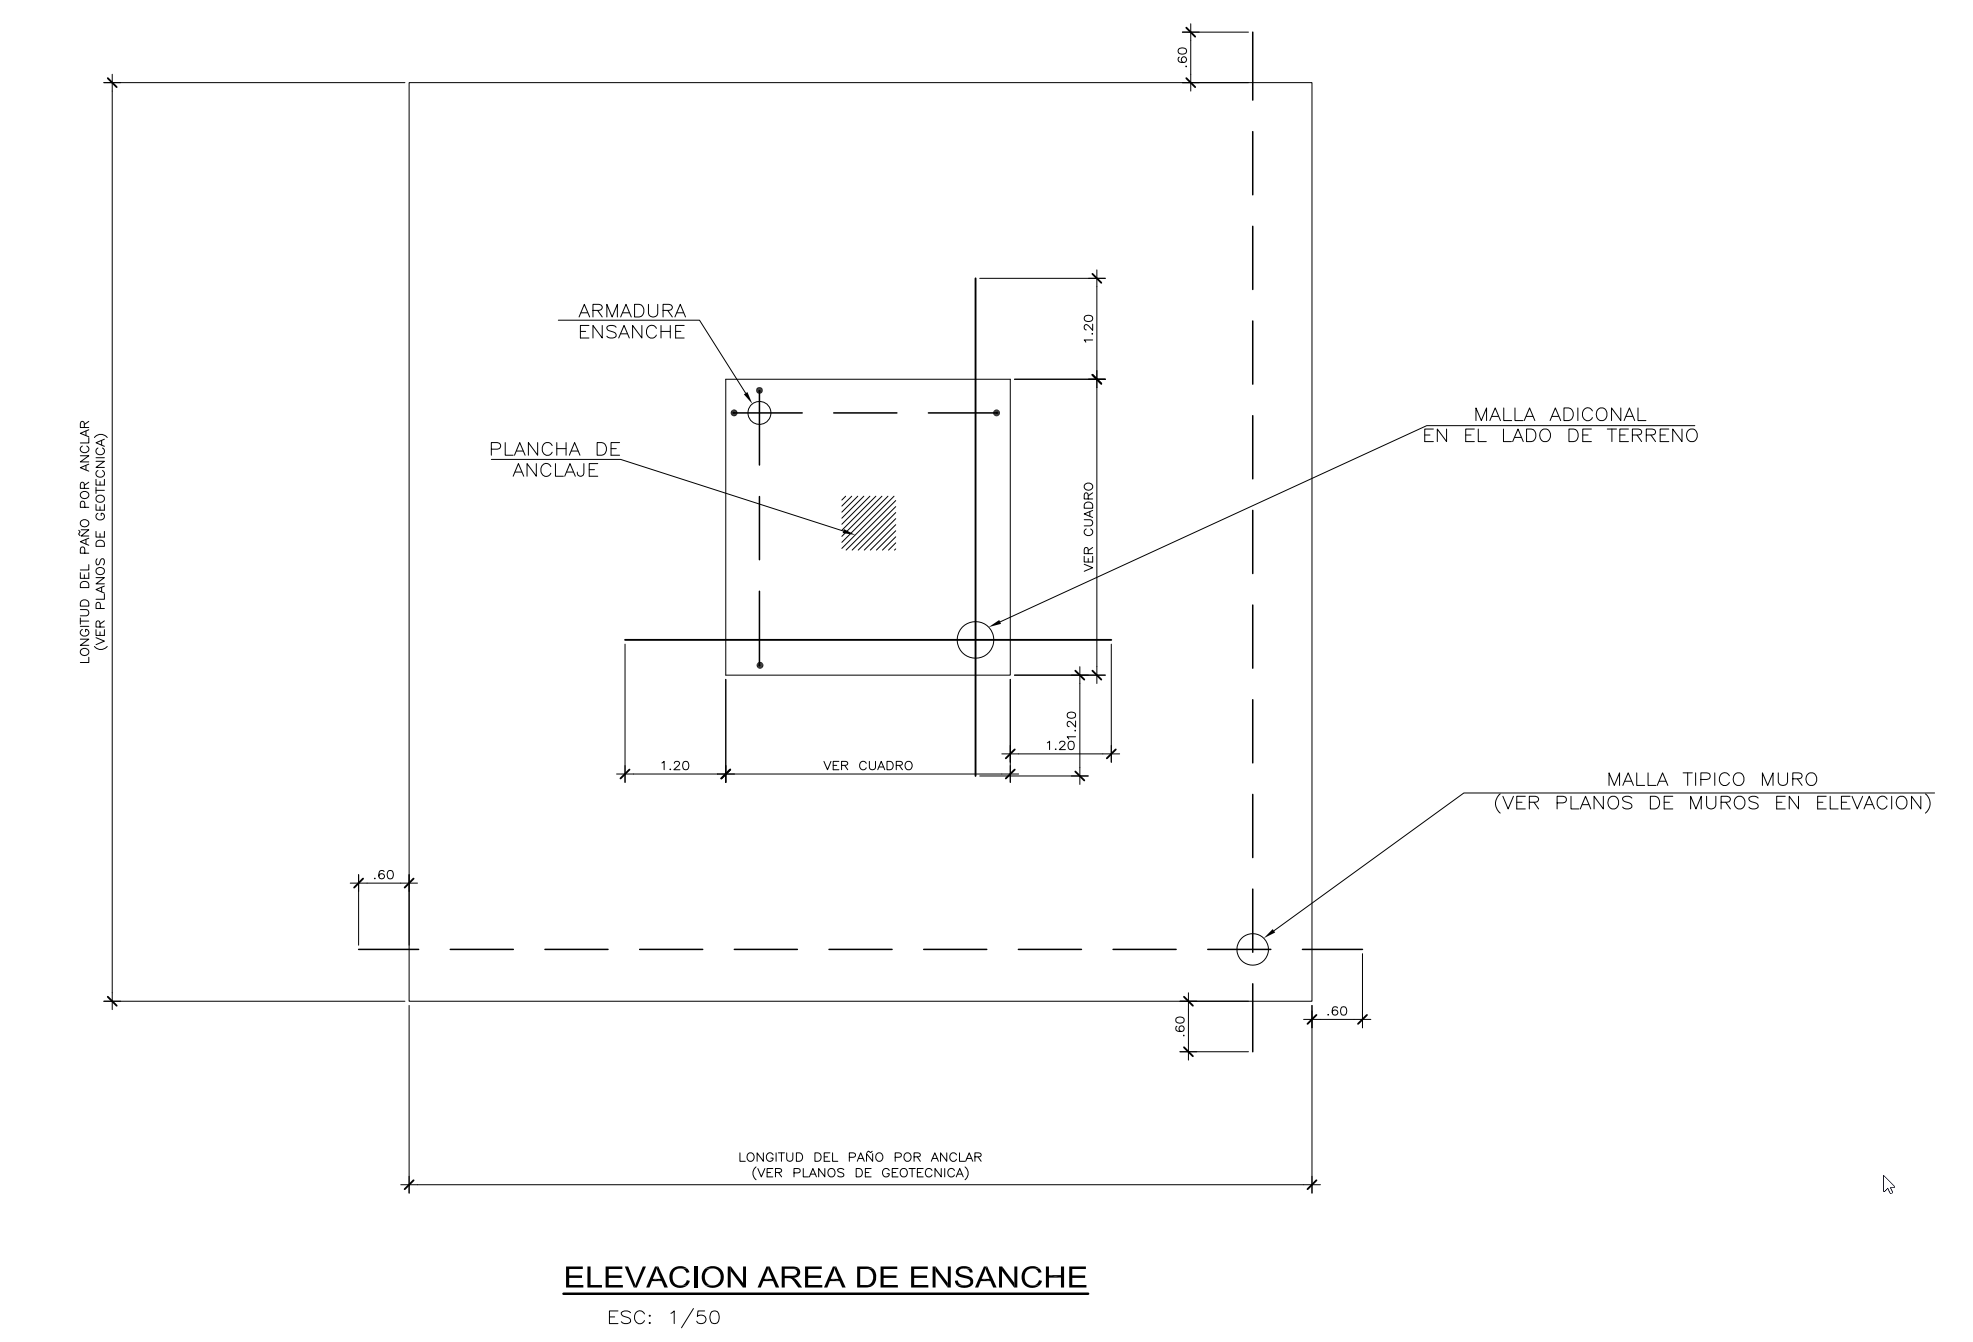 .60
ARMADURA
ENSANCHE
1.20
MALLA ADICONAL
EN EL LADO DE TERRENO
PLANCHA DE
ANCLAJE
LONGITUD DEL PAÑO POR ANCLAR
(VER PLANOS DE GEOTECNICA)
VER CUADRO
1.20
1.20
1.20
VER CUADRO
MALLA TIPICO MURO
(VER PLANOS DE MUROS EN ELEVACION)
.60
.60
.60
LONGITUD DEL PAÑO POR ANCLAR
(VER PLANOS DE GEOTECNICA)
ELEVACION AREA DE ENSANCHE
ESC: 1/50